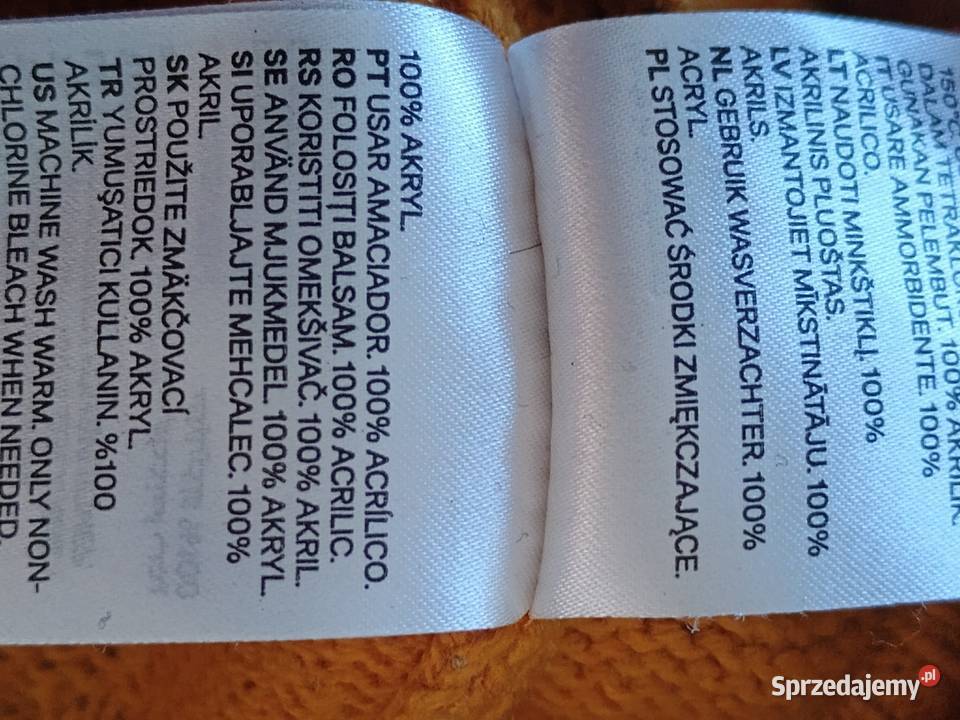 150°C.
DALAM
GUNAKAN PELEMBUT. 100% AKRILIK.
IT USARE AMMORBIDENTE. 100%
ACRILICO.
LT NAUDOTI MINKŠTIKLĮ. 100%
AKRILINIS PLUOŠTAS.
LV IZMANTOJIET MĪKSTINĀTĀJU. 100%
AKRILS.
NL GEBRUIK WASVERZACHTER. 100%
ACRYL.
PL STOSOWAĆ ŚRODKI ZMIĘKCZAJĄCE.
100% AKRYL.
PT USAR AMACIADOR. 100% ACRÍLICO.
RO FOLOSIȚI BALSAM. 100% ACRILIC.
RS KORISTITI OMEKŠIVAČ. 100% AKRIL.
SE ANVÄND MJUKMEDEL. 100% AKRYL.
SI UPORABLJAJTE MEHČALEC. 100%
AKRIL.
SK POUŽITE ZMÄKČOVACÍ
PROSTRIEDOK. 100% AKRYL.
TR YUMUŞATICI KULLANIN. %100
AKRİLİK.
US MACHINE WASH WARM. ONLY NON-
CHLORINE BLEACH WHEN NEEDED.
Sprzedajemy.pl